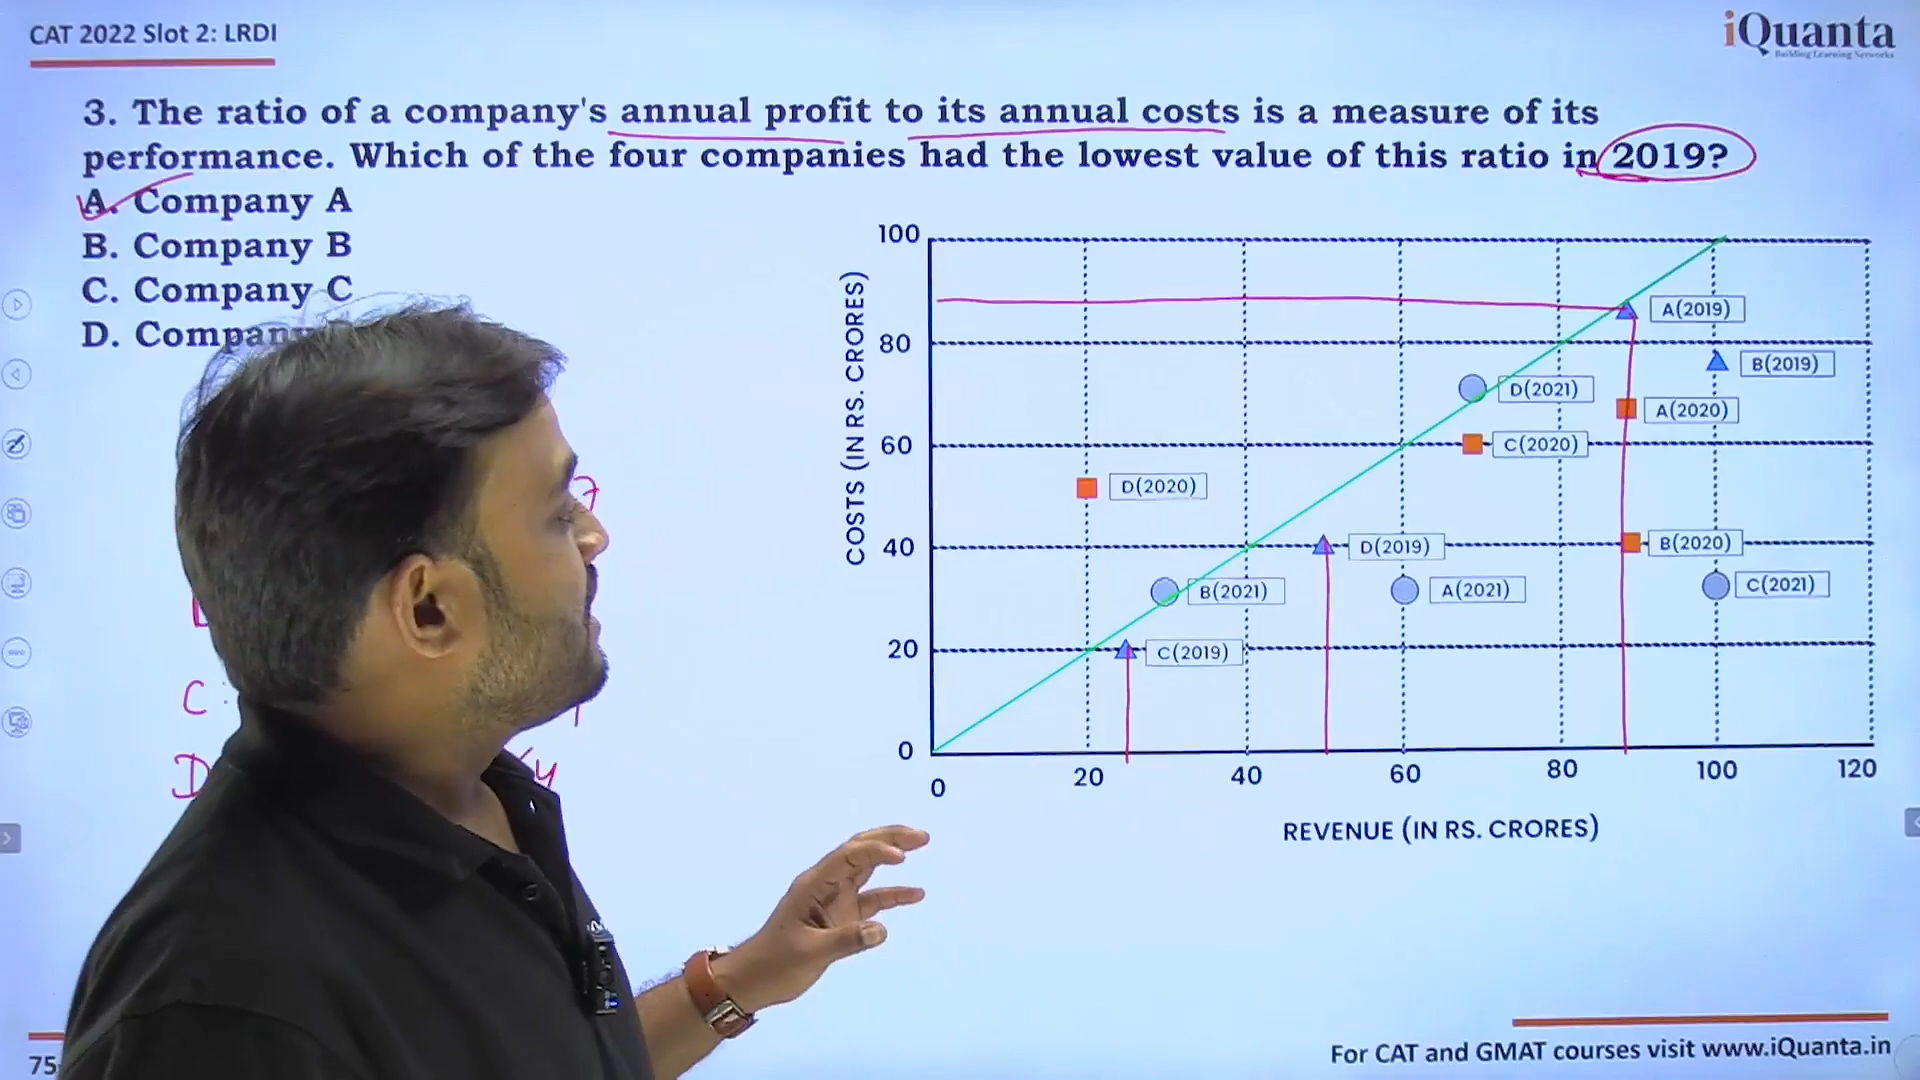 CAT 2022 Slot 2: LRDI
iQuanta
Building Learning Networks
3. The ratio of a company's annual profit to its annual costs is a measure of its
performance. Which of the four companies had the lowest value of this ratio in 2019?
A. Company A
B. Company B
C. Company C
D. Compan
COSTS (IN RS. CRORES)
100
80
60
40
20
0
A(2019)
B(2019)
D(2021)
A(2020)
C(2020)
D(2020)
D(2019)
B(2020)
B(2021)
A(2021)
C(2021)
C(2019)
0 20 40 60 80 100 120
REVENUE (IN RS. CRORES)
C:
D
4
75
For CAT and GMAT courses visit www.iQuanta.in